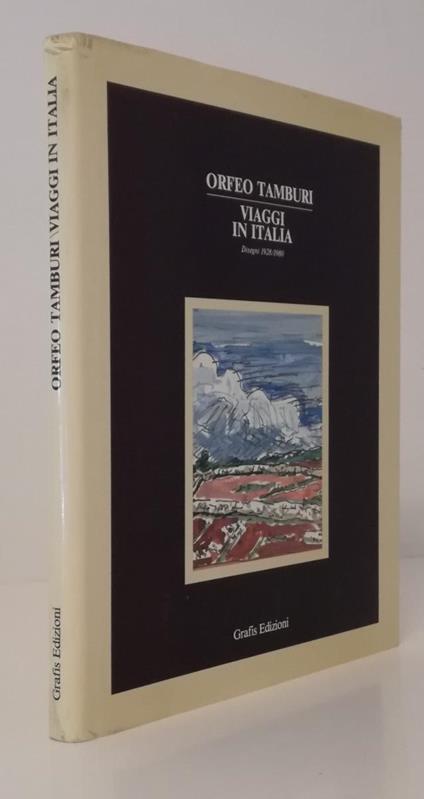 ORFEO TAMBURI VIAGGI IN ITALIA
Grafis Edizioni
ORFEO TAMBURI
VIAGGI
IN ITALIA
Disegni 1928/1980
Grafis Edizioni